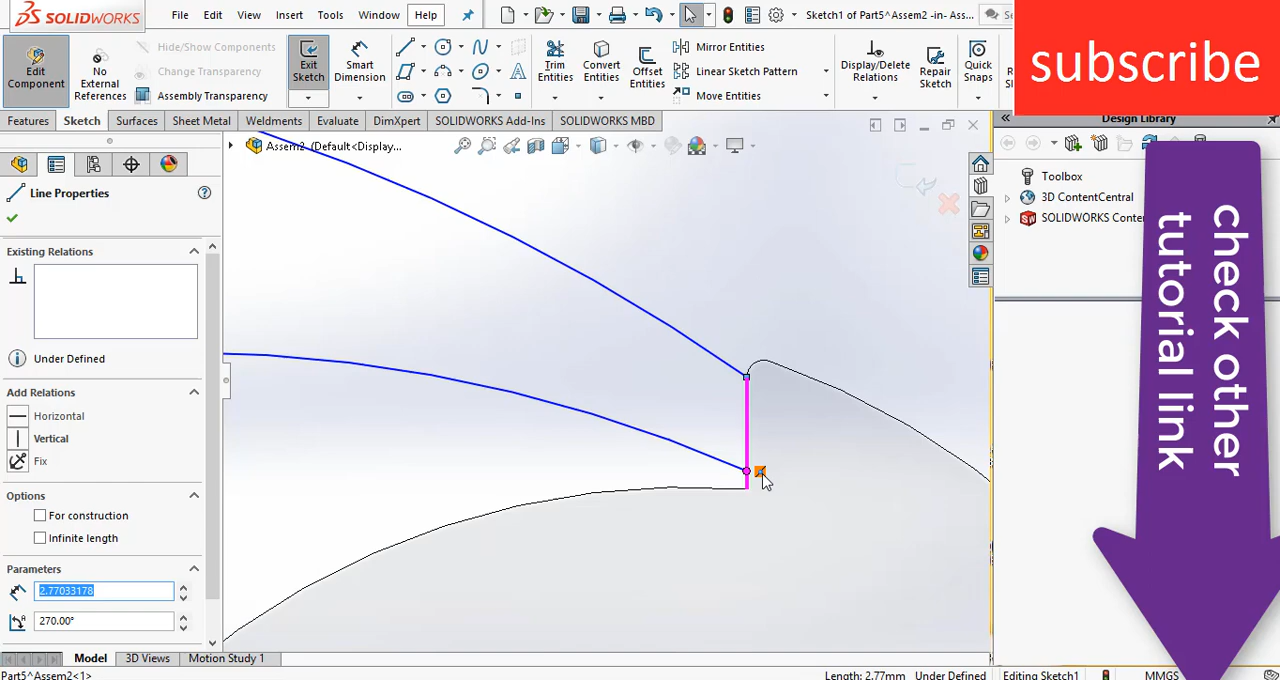 SOLIDWORKS
File Edit View Insert Tools Window Help
Sketch1 of Part5^Assem2 -in- Ass...
subscribe
Edit Component
No External References
Hide/Show Components
Change Transparency
Assembly Transparency
Exit Sketch
Smart Dimension
Trim Entities
Convert Entities
Offset Entities
Mirror Entities
Linear Sketch Pattern
Move Entities
Display/Delete Relations
Repair Sketch
Quick Snaps
Features Sketch Surfaces Sheet Metal Weldments Evaluate DimXpert SOLIDWORKS Add-Ins SOLIDWORKS MBD
Design Library
Assem2 (Default<Display...
Toolbox
3D ContentCentral
SOLIDWORKS Conten
check other
tutorial link
Line Properties
Existing Relations
Under Defined
Add Relations
Horizontal
Vertical
Fix
Options
For construction
Infinite length
Parameters
2.77033178
270.00°
Model 3D Views Motion Study 1
Part5^Assem2<1>
Length: 2.77mm Under Defined Editing Sketch1 MMGS